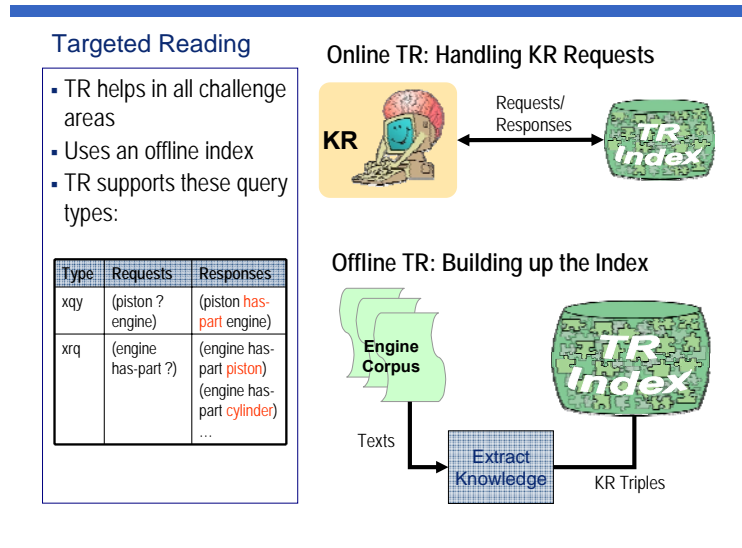 Targeted Reading
▪ TR helps in all challenge
areas
▪ Uses an offline index
▪ TR supports these query
types:
Type Requests Responses
xqy (piston ? (piston has-
engine) part engine)
xrq (engine (engine has-
has-part ?) part piston)
(engine has-
part cylinder)
…
Online TR: Handling KR Requests
KR
Requests/
Responses
TR
Index
Offline TR: Building up the Index
Engine
Corpus
TR
Index
Texts
Extract
Knowledge
KR Triples